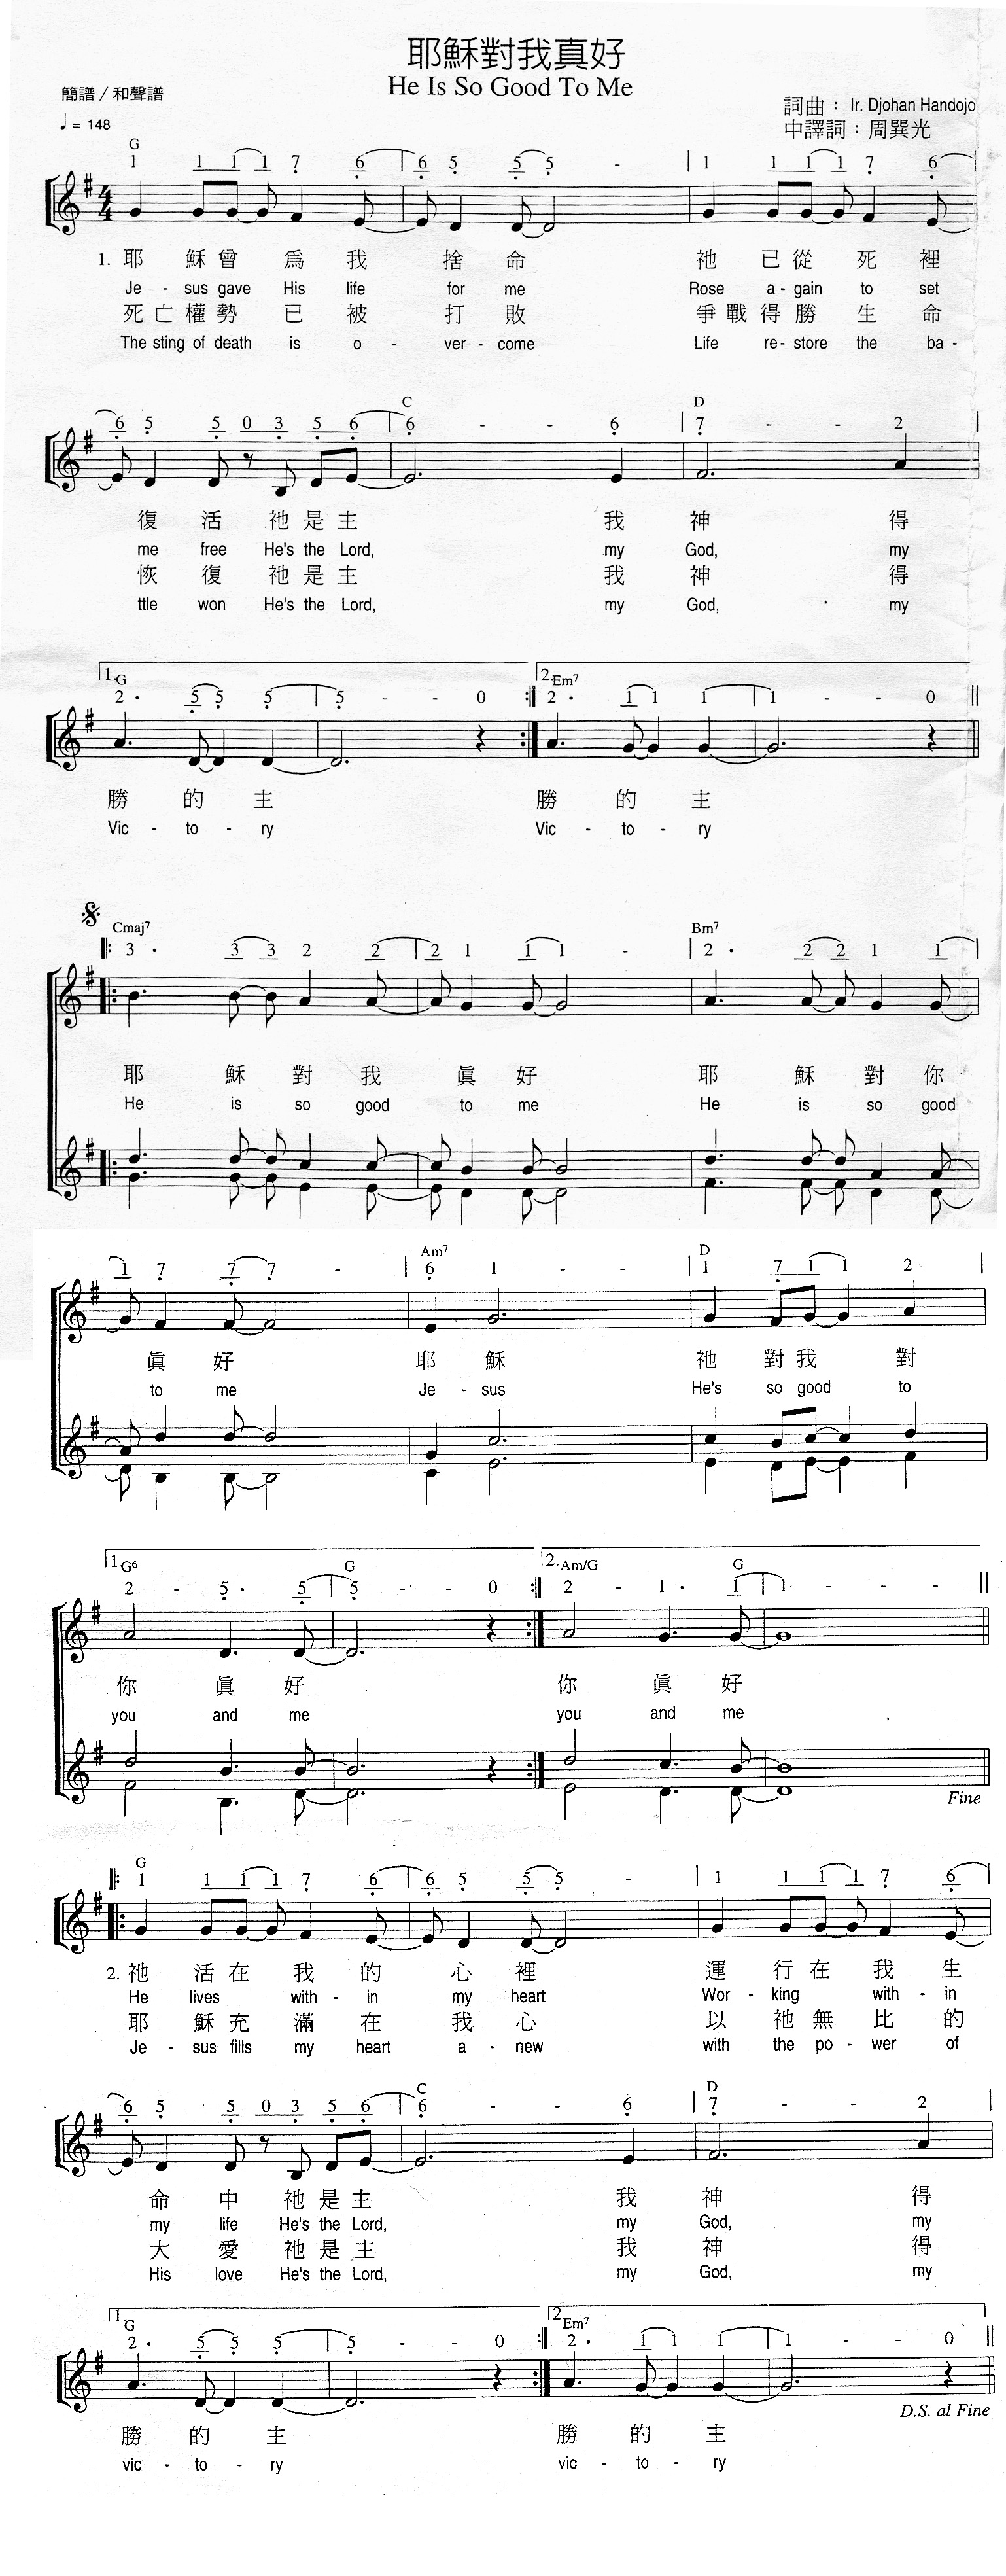 耶穌對我真好
He Is So Good To Me
簡譜 / 和聲譜
詞曲： Ir. Djohan Handojo
♩ = 148
中譯詞：周巽光
G
1 1 1 1 7 6 6 5 5 5 - 1 1 1 1 7 6
1. 耶 穌 曾 爲 我 捨 命 祂 已 從 死 裡
Je - sus gave His life for me Rose a - gain to set
死 亡 權 勢 已 被 打 敗 爭 戰 得 勝 生 命
The sting of death is o - ver - come Life re - store the ba -
C D
6 5 5 0 3 5 6 6 - - 6 7 - - 2
復 活 祂 是 主 我 神 得
me free He's the Lord, my God, my
恢 復 祂 是 主 我 神 得
ttle won He's the Lord, my God, my
1. G 2. Em7
2 . 5 5 5 5 - - 0 2 . 1 1 1 1 - - 0
勝 的 主 勝 的 主
Vic - to - ry Vic - to - ry
Cmaj7 Bm7
3 . 3 3 2 2 2 1 1 1 - 2 . 2 2 1 1
耶 穌 對 我 眞 好 耶 穌 對 你
He is so good to me He is so good
Am7 D
1 7 7 7 - 6 1 - - 1 7 1 1 2
眞 好 耶 穌 祂 對 我 對
to me Je - sus He's so good to
1. G6 G 2. Am/G G
2 - 5 . 5 5 - - 0 2 - 1 . 1 1 - - -
你 眞 好 你 眞 好
you and me you and me
Fine
G
1 1 1 1 7 6 6 5 5 5 - 1 1 1 1 7 6
2. 祂 活 在 我 的 心 裡 運 行 在 我 生
He lives with - in my heart Wor - king with - in
耶 穌 充 滿 在 我 心 以 祂 無 比 的
Je - sus fills my heart a - new with the po - wer of
C D
6 5 5 0 3 5 6 6 - - 6 7 - - 2
命 中 祂 是 主 我 神 得
my life He's the Lord, my God, my
大 愛 祂 是 主 我 神 得
His love He's the Lord, my God, my
1. G 2. Em7
2 . 5 5 5 5 - - 0 2 . 1 1 1 1 - - 0
D.S. al Fine
勝 的 主 勝 的 主
vic - to - ry vic - to - ry